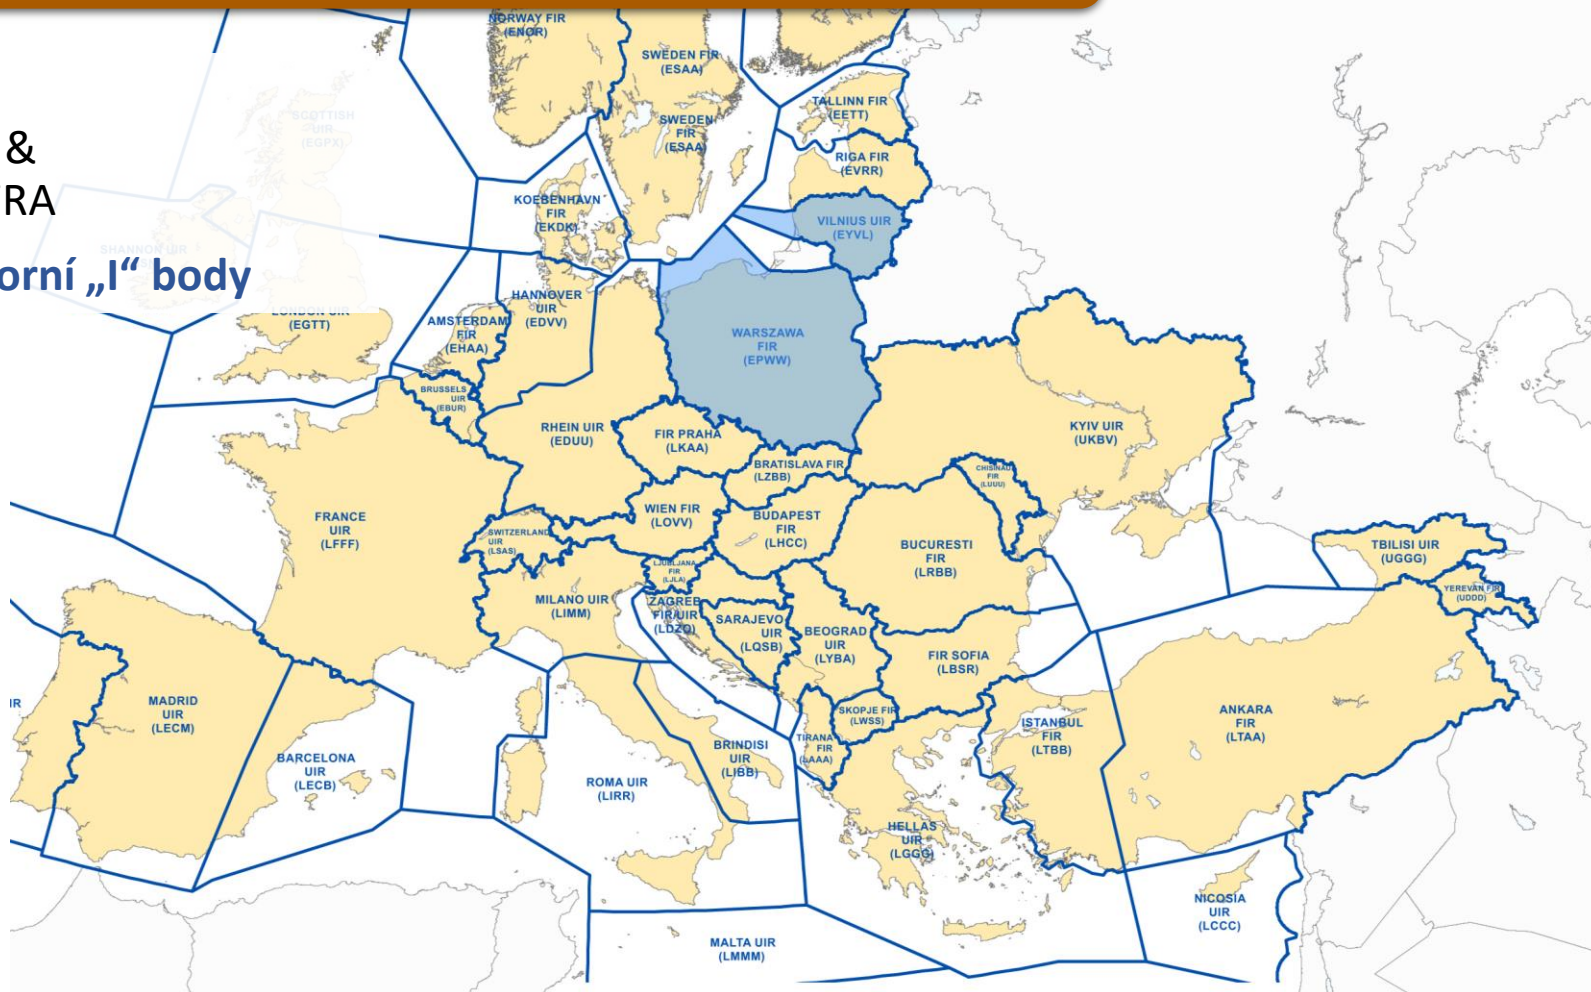 &
RA
orní „I“ body
NORWAY FIR
(ENOR)
SWEDEN FIR
(ESAA)
SWEDEN
FIR
(ESAA)
TALLINN FIR
(EETT)
RIGA FIR
(EVRR)
VILNIUS UIR
(EYVL)
SCOTTISH
UIR
(EGPX)
SHANNON UIR
KOEBENHAVN
FIR
(EKDK)
LONDON UIR
(EGTT)
AMSTERDAM
FIR
(EHAA)
HANNOVER
UIR
(EDVV)
WARSZAWA
FIR
(EPWW)
BRUSSELS
UIR
(EBUR)
RHEIN UIR
(EDUU)
FIR PRAHA
(LKAA)
BRATISLAVA FIR
(LZBB)
KYIV UIR
(UKBV)
CHISINAU
FIR
(LUUU)
FRANCE
UIR
(LFFF)
SWITZERLAND
UIR
(LSAS)
WIEN FIR
(LOVV)
BUDAPEST
FIR
(LHCC)
BUCURESTI
FIR
(LRBB)
TBILISI UIR
(UGGG)
YEREVAN FIR
(UDDD)
LJUBLJANA
FIR
(LJLA)
MILANO UIR
(LIMM)
ZAGREB
FIR/UIR
(LDZO)
SARAJEVO
UIR
(LQSB)
BEOGRAD
UIR
(LYBA)
FIR SOFIA
(LBSR)
IR
MADRID
UIR
(LECM)
SKOPJE FIR
(LWSS)
ISTANBUL
FIR
(LTBB)
ANKARA
FIR
(LTAA)
BARCELONA
UIR
(LECB)
BRINDISI
UIR
(LIBB)
TIRANA
FIR
(LAAA)
ROMA UIR
(LIRR)
HELLAS
UIR
(LGGG)
NICOSIA
UIR
(LCCC)
MALTA UIR
(LMMM)